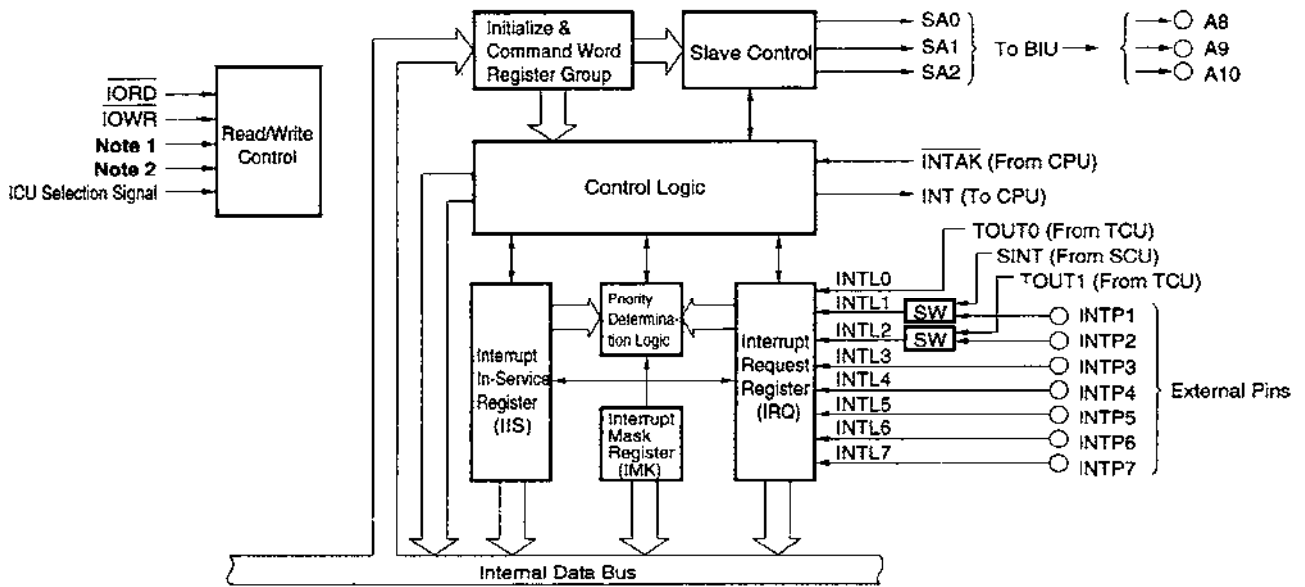 Initialize &
Command Word
Register Group
Slave Control
SA0
SA1
SA2
To BIU
A8
A9
A10
IORD
IOWR
Note 1
Note 2
ICU Selection Signal
Read/Write
Control
Control Logic
INTAK (From CPU)
INT (To CPU)
TOUT0 (From TCU)
SINT (From SCU)
TOUT1 (From TCU)
Interrupt
In-Service
Register
(IIS)
Priority
Determina-
tion Logic
Interrupt
Mask
Register
(IMK)
Interrupt
Request
Register
(IRQ)
INTL0
INTL1
INTL2
INTL3
INTL4
INTL5
INTL6
INTL7
SW
SW
INTP1
INTP2
INTP3
INTP4
INTP5
INTP6
INTP7
External Pins
Internal Data Bus